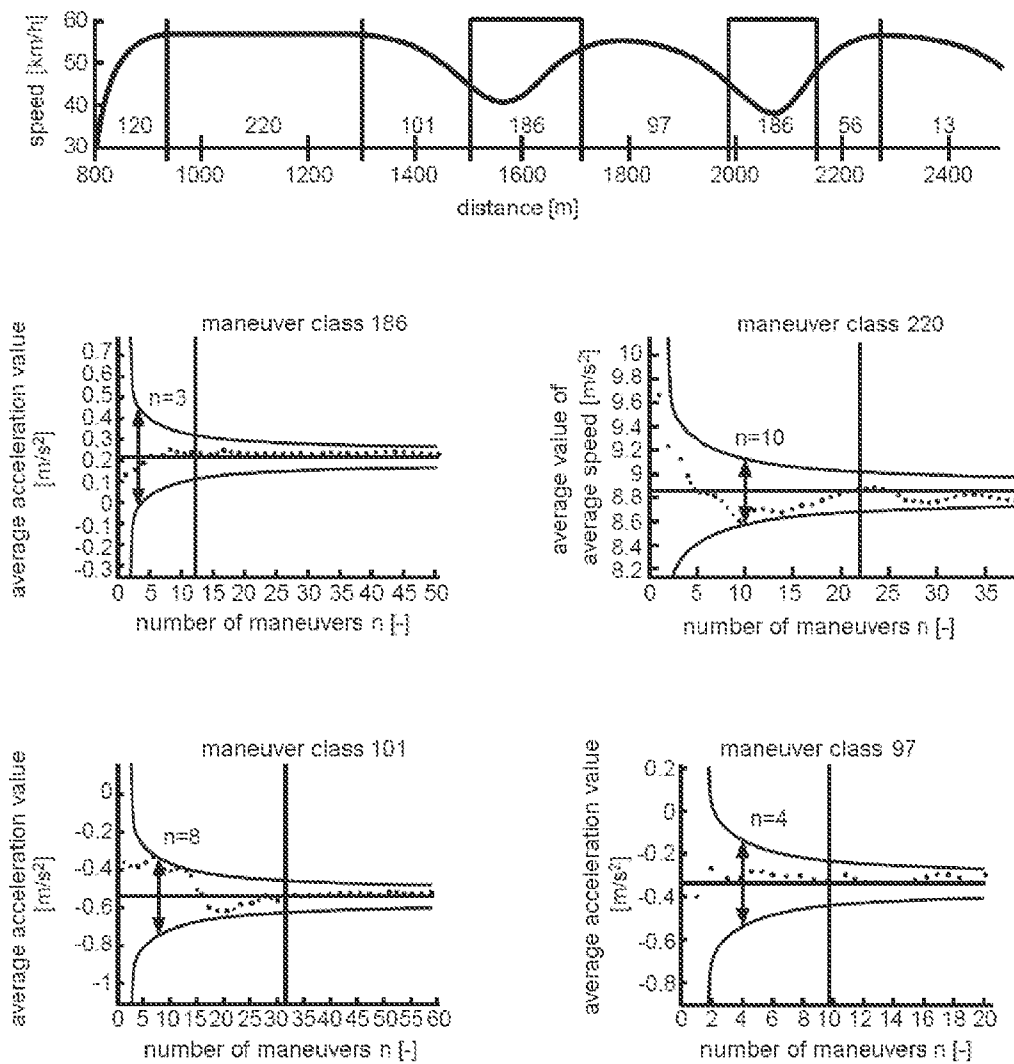 speed [km/h]
60
50
40
30
120 220 101 186 97 186 56 13
800 1000 1200 1400 1600 1800 2000 2200 2400
distance [m]
maneuver class 186
average acceleration value
[m/s²]
0.7
0.6
0.5
0.4
0.3
0.2
0.1
0
-0.1
-0.2
-0.3
n=3
0 5 10 15 20 25 30 35 40 45 50
number of maneuvers n [-]
maneuver class 220
average value of
average speed [m/s²]
10
9.8
9.6
9.4
9.2
9
8.8
8.6
8.4
8.2
n=10
0 5 10 15 20 25 30 35
number of maneuvers n [-]
maneuver class 101
average acceleration value
[m/s²]
0
-0.2
-0.4
-0.6
-0.8
-1
n=8
0 5 10 15 20 25 30 35 40 45 50 55 60
number of maneuvers n [-]
maneuver class 97
average acceleration value
[m/s²]
0.2
0
-0.2
-0.4
-0.6
-0.8
n=4
0 2 4 6 8 10 12 14 16 18 20
number of maneuvers n [-]